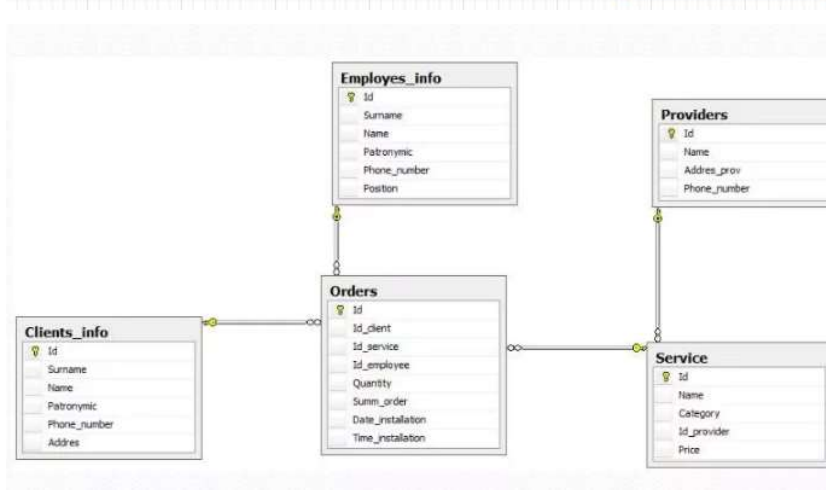 Employes_info
Id
Surname
Name
Patronymic
Phone_number
Position
Providers
Id
Name
Addres_prov
Phone_number
Orders
Id
Id_client
Id_service
Id_employee
Quantity
Summ_order
Date_installation
Time_installation
Clients_info
Id
Surname
Name
Patronymic
Phone_number
Addres
Service
Id
Name
Category
Id_provider
Price